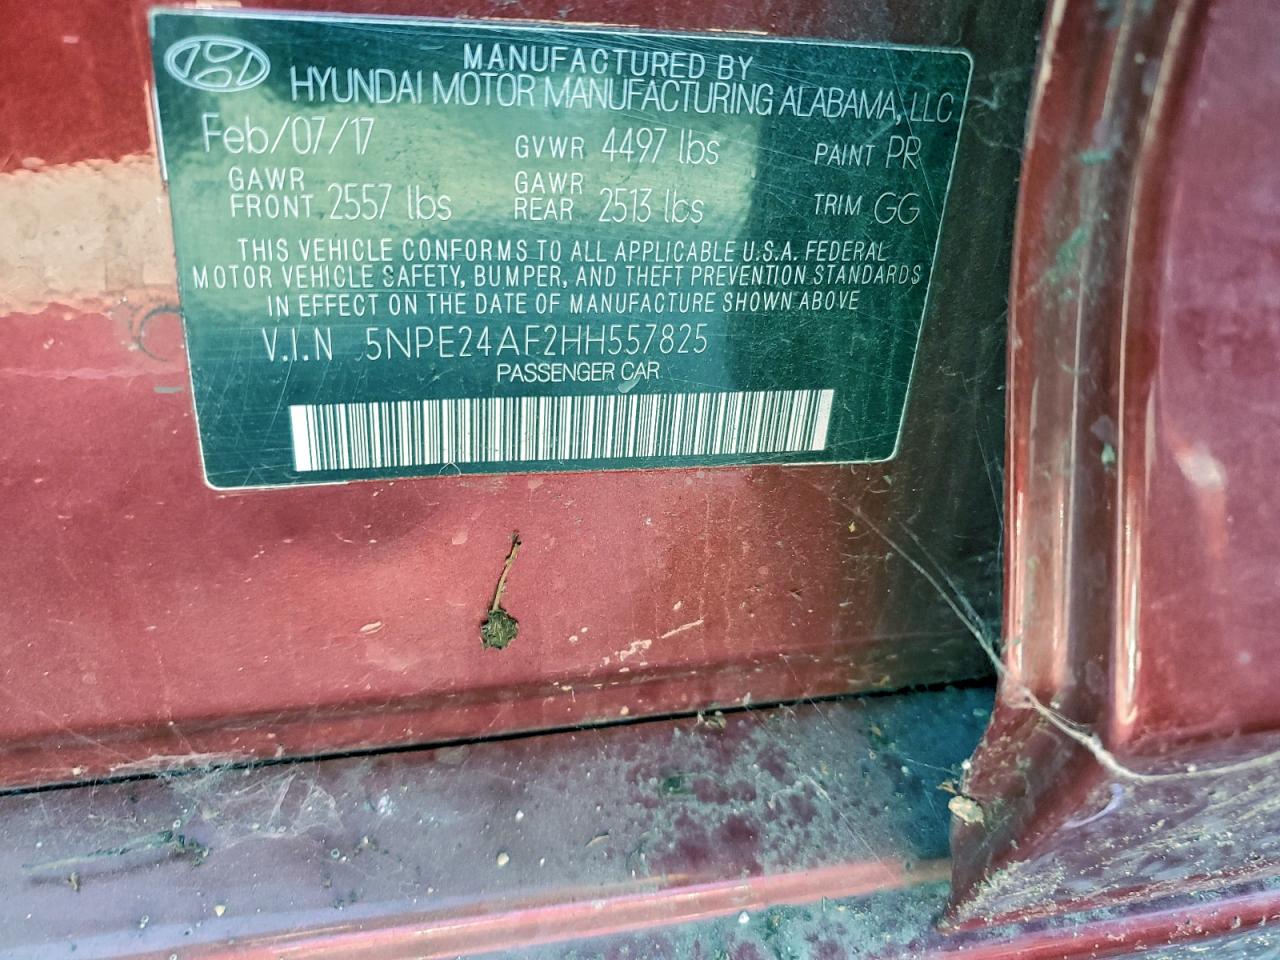 MANUFACTURED BY
HYUNDAI MOTOR MANUFACTURING ALABAMA, LLC
Feb/07/17 GVWR 4497 lbs PAINT PR
GAWR FRONT 2557 lbs GAWR REAR 2513 lbs TRIM GG
THIS VEHICLE CONFORMS TO ALL APPLICABLE U.S.A. FEDERAL
MOTOR VEHICLE SAFETY, BUMPER, AND THEFT PREVENTION STANDARDS
IN EFFECT ON THE DATE OF MANUFACTURE SHOWN ABOVE
V.I.N 5NPE24AF2HH557825
PASSENGER CAR